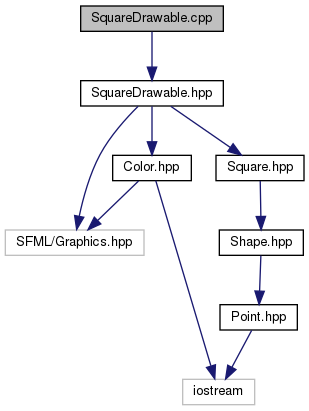 SquareDrawable.cpp
SquareDrawable.hpp
Color.hpp
Square.hpp
SFML/Graphics.hpp
Shape.hpp
Point.hpp
iostream